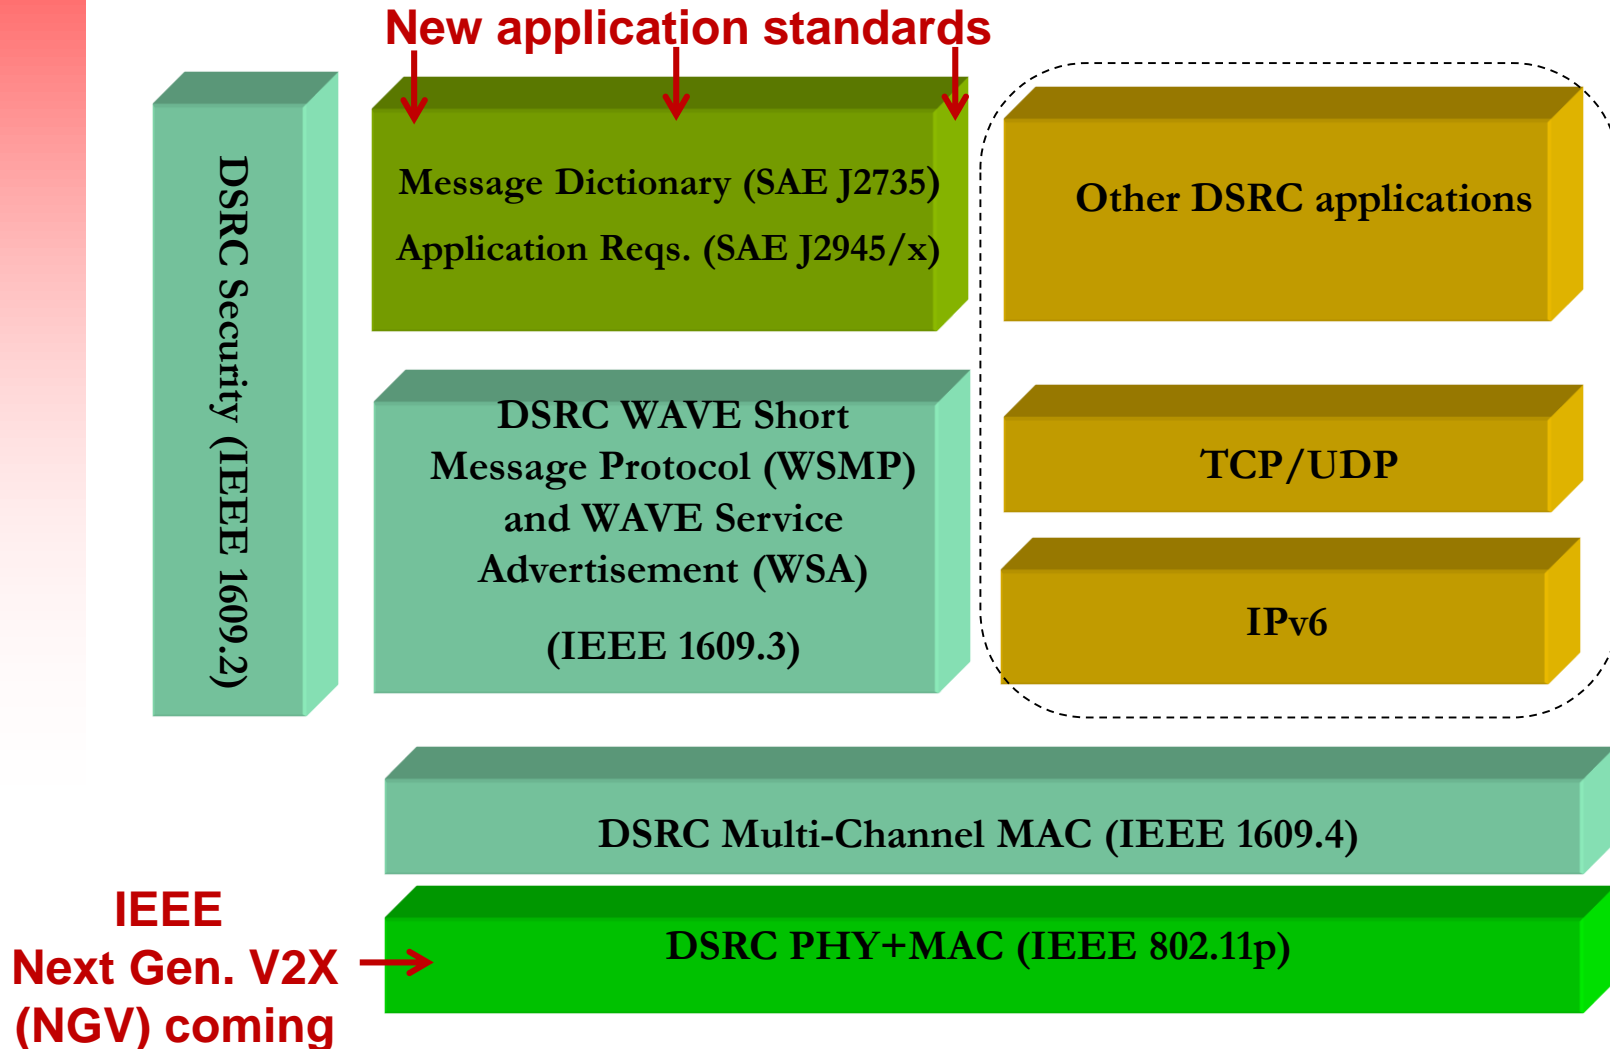 New application standards
DSRC Security (IEEE 1609.2)
Message Dictionary (SAE J2735)
Application Reqs. (SAE J2945/x)
Other DSRC applications
DSRC WAVE Short
Message Protocol (WSMP)
and WAVE Service
Advertisement (WSA)
(IEEE 1609.3)
TCP/UDP
IPv6
DSRC Multi-Channel MAC (IEEE 1609.4)
DSRC PHY+MAC (IEEE 802.11p)
IEEE
Next Gen. V2X
(NGV) coming